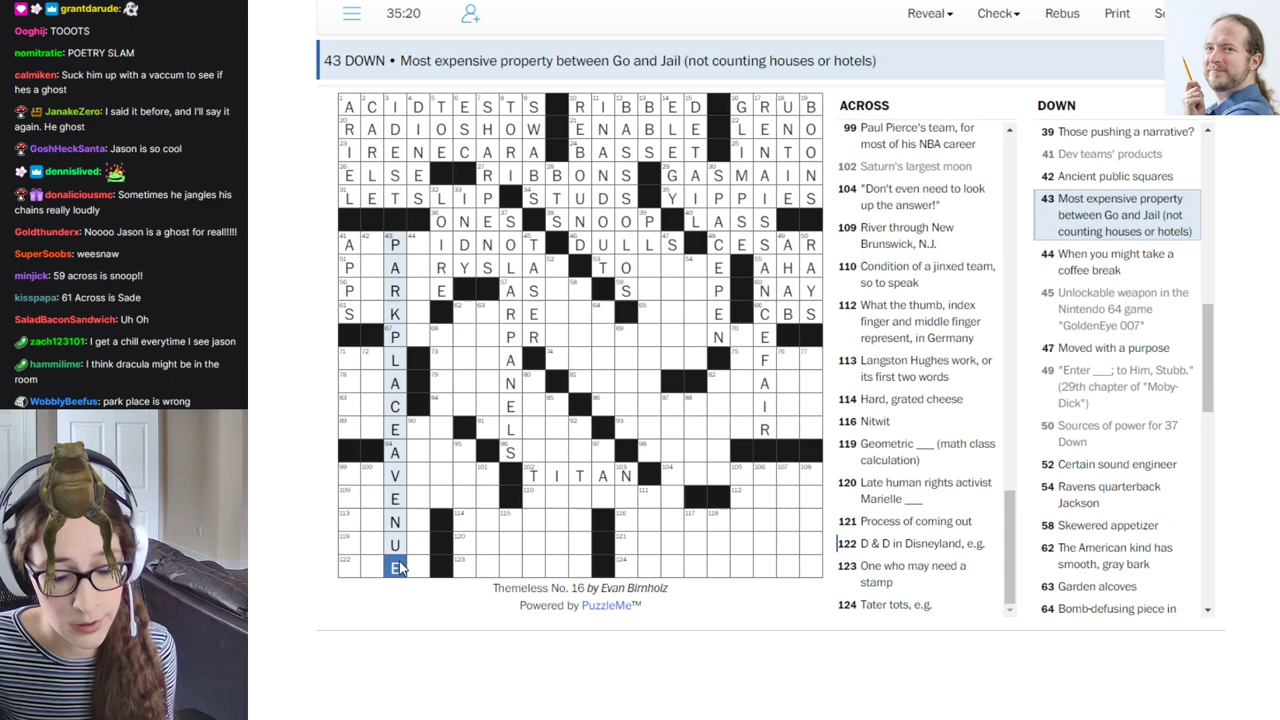 grantdarude:
Ooghij: TOOOTS
nomitratic: POETRY SLAM
calmiken: Suck him up with a vaccum to see if
hes a ghost
JanakeZero: I said it before, and I'll say it
again. He ghost
GoshHeckSanta: Jason is so cool
dennislived:
donaliciousmc: Sometimes he jangles his
chains really loudly
Goldthunderx: Noooo Jason is a ghost for real!!!!!
SuperSoobs: weesnaw
minjick: 59 across is snoop!!
kisspapa: 61 Across is Sade
SaladBaconSandwich: Uh Oh
zach123101: I get a chill everytime I see jason
hammilime: I think dracula might be in the
room
WobblyBeefus: park place is wrong
35:20
Reveal
Check
Rebus
Print
43 DOWN • Most expensive property between Go and Jail (not counting houses or hotels)
A C I D T E S T S R I B B E D G R U B
R A D I O S H O W E N A B L E L E N O
I R E N E C A R A B A S S E T I N T O
E L S E R I B B O N S G A S M A I N
L E T S L I P S T U D S Y I P P I E S
O N E S S N O O P L A S S
A P I D N O T D U L L S C E S A R
P A R Y S L A T O E A H A
P R E A S S P N A Y
S K R E E C B S
P P R N E
L A F
A N A
C E I
E L R
A S
V T I T A N
E
N
U
E
Themeless No. 16 by Evan Birnholz
Powered by PuzzleMe™
ACROSS
99 Paul Pierce's team, for
most of his NBA career
102 Saturn's largest moon
104 "Don't even need to look
up the answer!"
109 River through New
Brunswick, N.J.
110 Condition of a jinxed team,
so to speak
112 What the thumb, index
finger and middle finger
represent, in Germany
113 Langston Hughes work, or
its first two words
114 Hard, grated cheese
116 Nitwit
119 Geometric ___ (math class
calculation)
120 Late human rights activist
Marielle ___
121 Process of coming out
122 D & D in Disneyland, e.g.
123 One who may need a
stamp
124 Tater tots, e.g.
DOWN
39 Those pushing a narrative?
41 Dev teams' products
42 Ancient public squares
43 Most expensive property
between Go and Jail (not
counting houses or hotels)
44 When you might take a
coffee break
45 Unlockable weapon in the
Nintendo 64 game
"GoldenEye 007"
47 Moved with a purpose
49 "Enter ___; to Him, Stubb."
(29th chapter of "Moby-
Dick")
50 Sources of power for 37
Down
52 Certain sound engineer
54 Ravens quarterback
Jackson
58 Skewered appetizer
62 The American kind has
smooth, gray bark
63 Garden alcoves
64 Bomb-defusing piece in